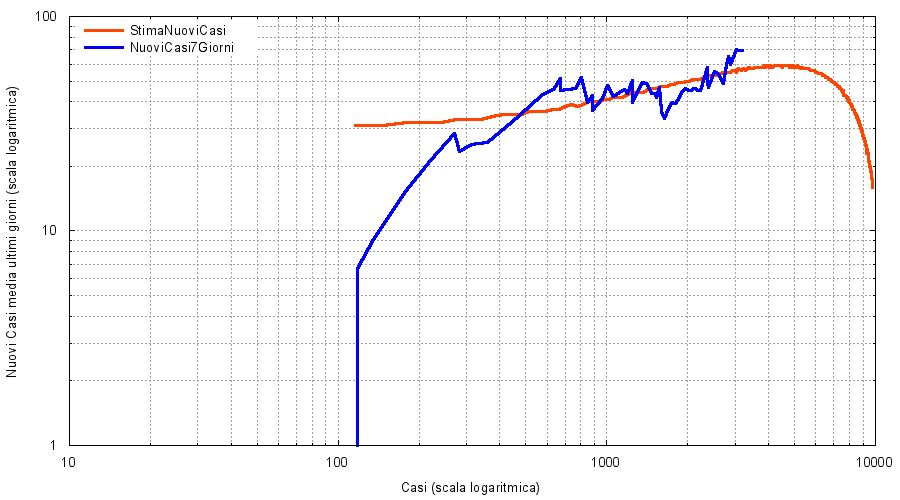 100
StimaNuoviCasi
NuoviCasi7Giorni
10
1
Nuovi Casi media ultimi giorni (scala logaritmica)
10
100
1000
10000
Casi (scala logaritmica)